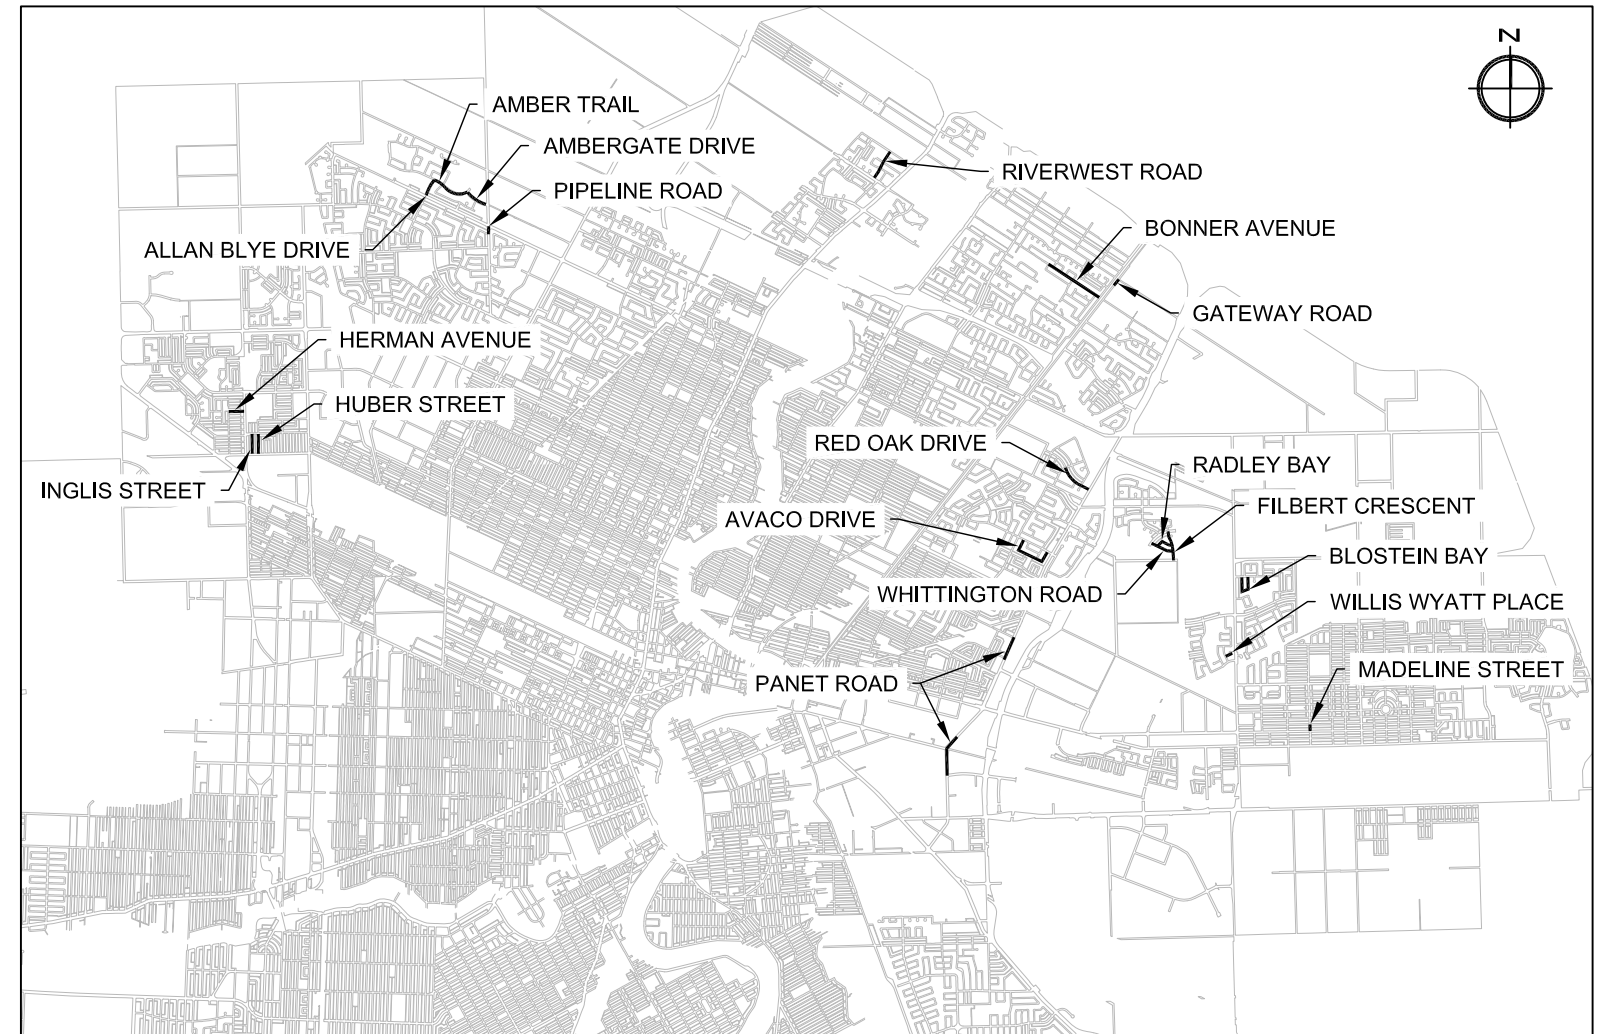 N
AMBER TRAIL
AMBERGATE DRIVE
RIVERWEST ROAD
PIPELINE ROAD
BONNER AVENUE
ALLAN BLYE DRIVE
GATEWAY ROAD
HERMAN AVENUE
HUBER STREET
RED OAK DRIVE
RADLEY BAY
INGLIS STREET
FILBERT CRESCENT
AVACO DRIVE
BLOSTEIN BAY
WHITTINGTON ROAD
WILLIS WYATT PLACE
MADELINE STREET
PANET ROAD